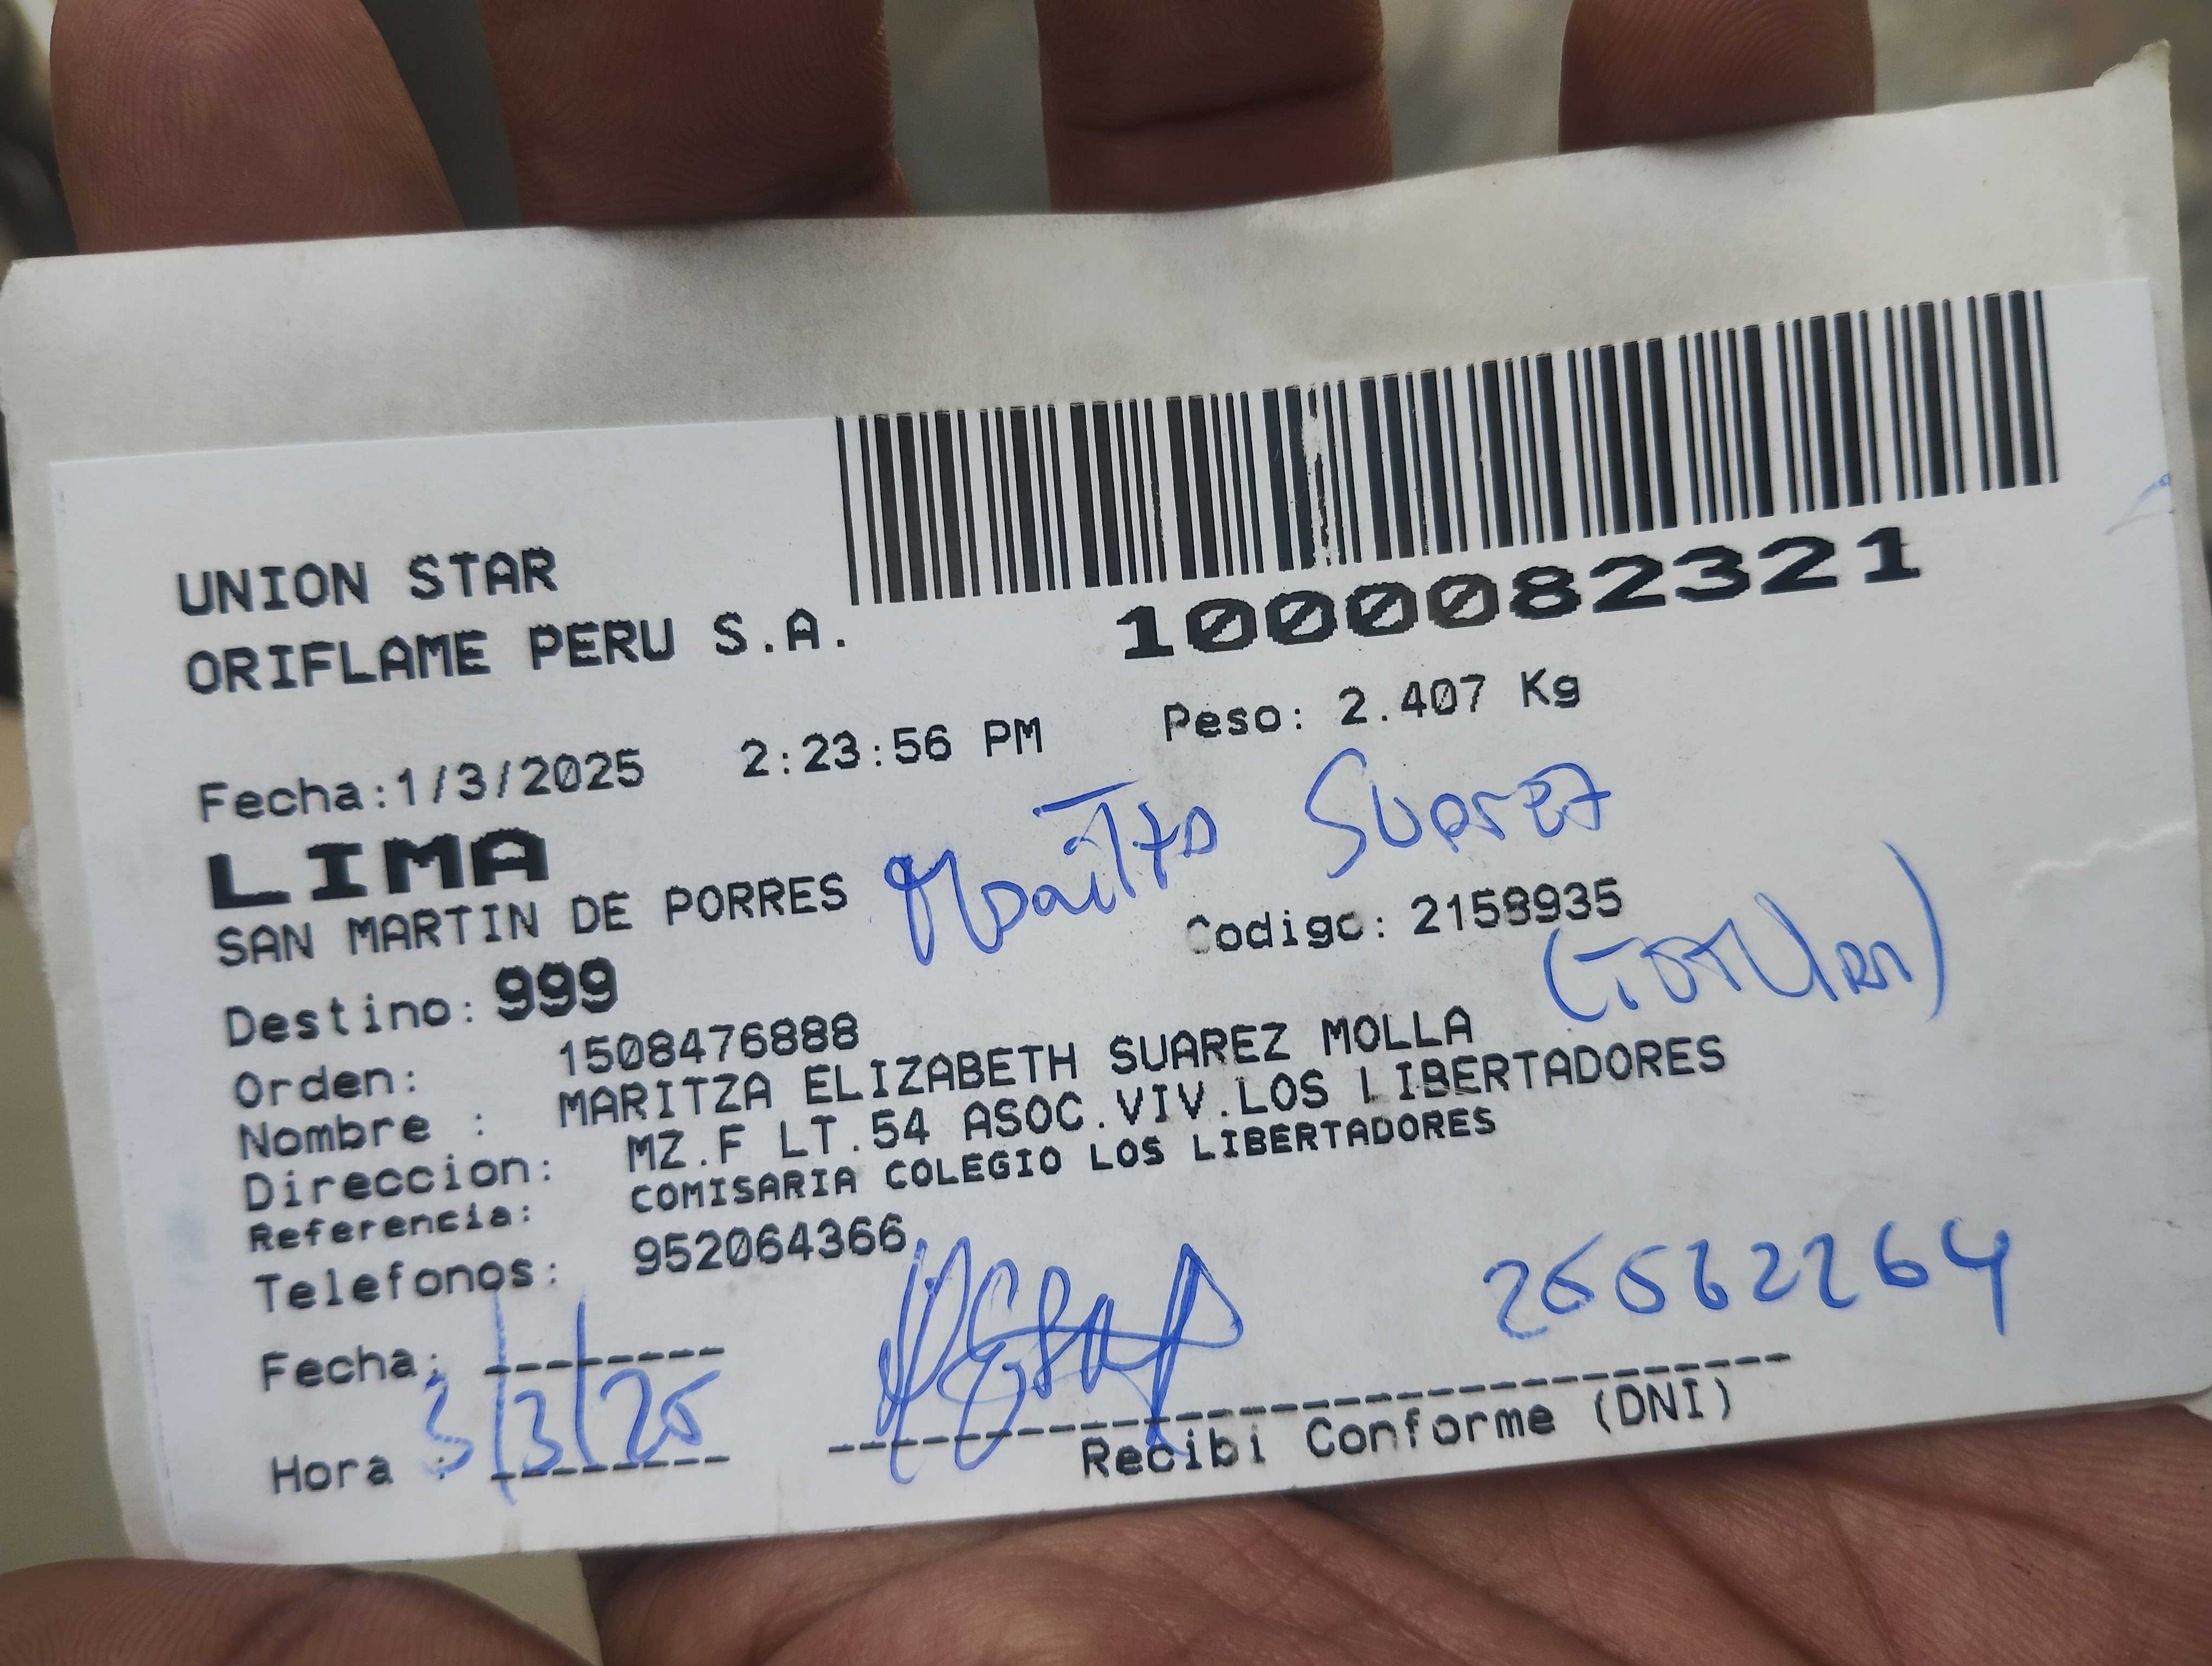 UNION STAR
ORIFLAME PERU S.A.
1000082321
Fecha:1/3/2025 2:23:56 PM Peso: 2.407 Kg
LIMA
Suarez
SAN MARTIN DE PORRES
Codigo: 2158935
(TOTURA)
Destino: 999
Orden: 1508476888
Nombre : MARITZA ELIZABETH SUAREZ MOLLA
Direccion: MZ.F LT.54 ASOC.VIV.LOS LIBERTADORES
Referencia: COMISARIA COLEGIO LOS LIBERTADORES
Telefonos: 952064366
25562264
Fecha:
3/3/25
Hora :
Recibi Conforme (DNI)